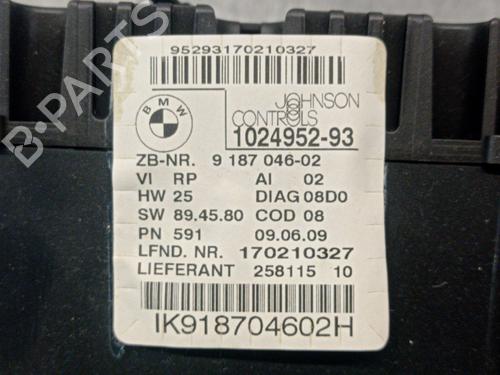 95293170210327
BMW
JOHNSON
CONTROLS
1024952-93
ZB-NR. 9 187 046-02
VI RP AI 02
HW 25 DIAG 08D0
SW 89.45.80 COD 08
PN 591 09.06.09
LFND. NR. 170210327
LIEFERANT 258115 10
IK918704602H
B-PARTS